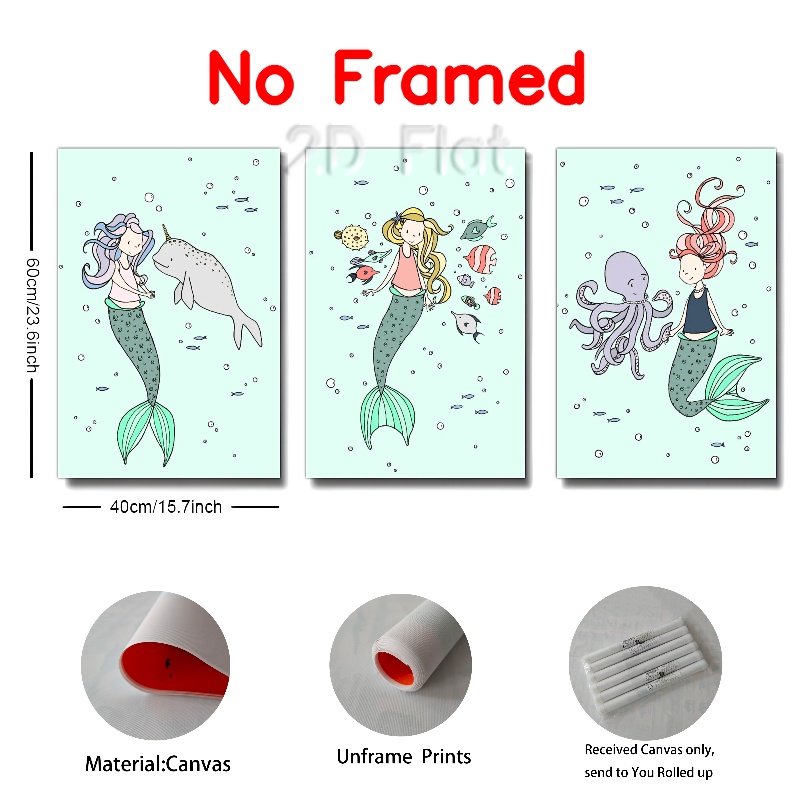 No Framed
2D Flat
60cm/23.6inch
40cm/15.7inch
Material:Canvas
Unframe Prints
Received Canvas only,
send to You Rolled up